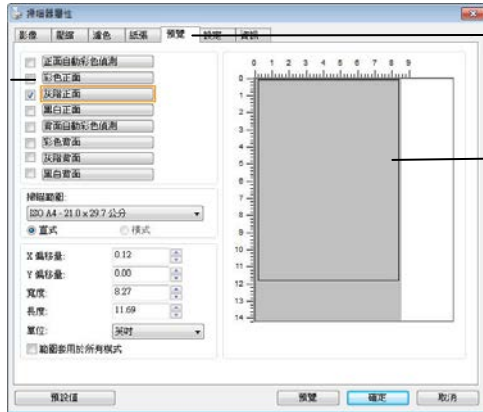 掃描器屬性
影像 壓縮 濾色 紙張 預覽 設定 資訊
正面自動彩色偵測
彩色正面
灰階正面
黑白正面
背面自動彩色偵測
彩色背面
灰階背面
黑白背面
掃描範圍:
ISO A4 - 21.0 x 29.7 公分
直式 橫式
X 偏移量: 0.12
Y 偏移量: 0.00
寬度: 8.27
長度: 11.69
單位: 英吋
範圍套用於所有模式
0 1 2 3 4 5 6 7 8 9
0
1
2
3
4
5
6
7
8
9
10
11
12
13
14
預設值 預覽 確定 取消